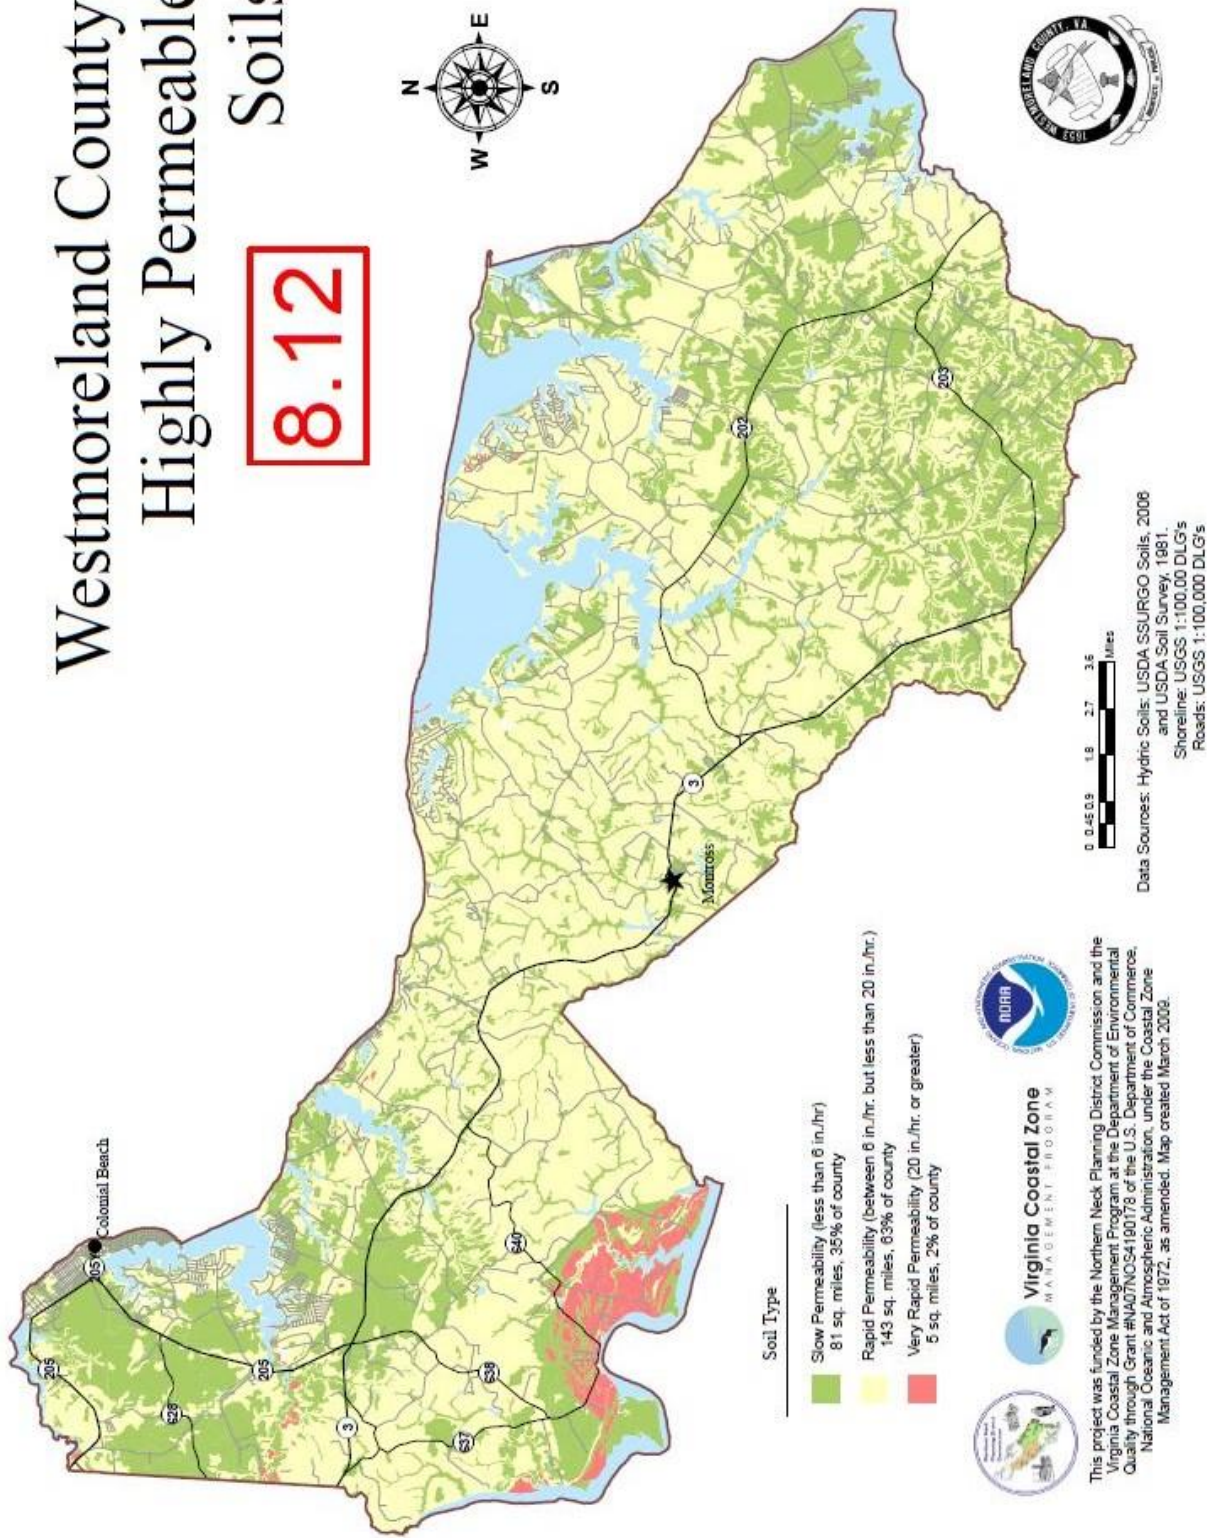 Westmoreland County
Highly Permeable
Soils
8.12
N
E
S
W
1653 WESTMORELAND COUNTY, VA.
Colonial Beach
205
205
205
628
3
638
637
640
Montross
3
202
203
Soil Type
Slow Permeability (less than 6 in./hr)
81 sq. miles, 35% of county
Rapid Permeability (between 6 in./hr. but less than 20 in./hr.)
143 sq. miles, 63% of county
Very Rapid Permeability (20 in./hr. or greater)
5 sq. miles, 2% of county
0 0.45 0.9 1.8 2.7 3.6
Miles
Data Sources: Hydric Soils: USDA SSURGO Soils, 2006
and USDA Soil Survey, 1981.
Shoreline: USGS 1:100,00 DLG's
Roads: USGS 1:100,000 DLG's
Virginia Coastal Zone
MANAGEMENT PROGRAM
NOAA
This project was funded by the Northern Neck Planning District Commission and the
Virginia Coastal Zone Management Program at the Department of Environmental
Quality through Grant #NA07NOS4190178 of the U.S. Department of Commerce,
National Oceanic and Atmospheric Administration, under the Coastal Zone
Management Act of 1972, as amended. Map created March 2009.